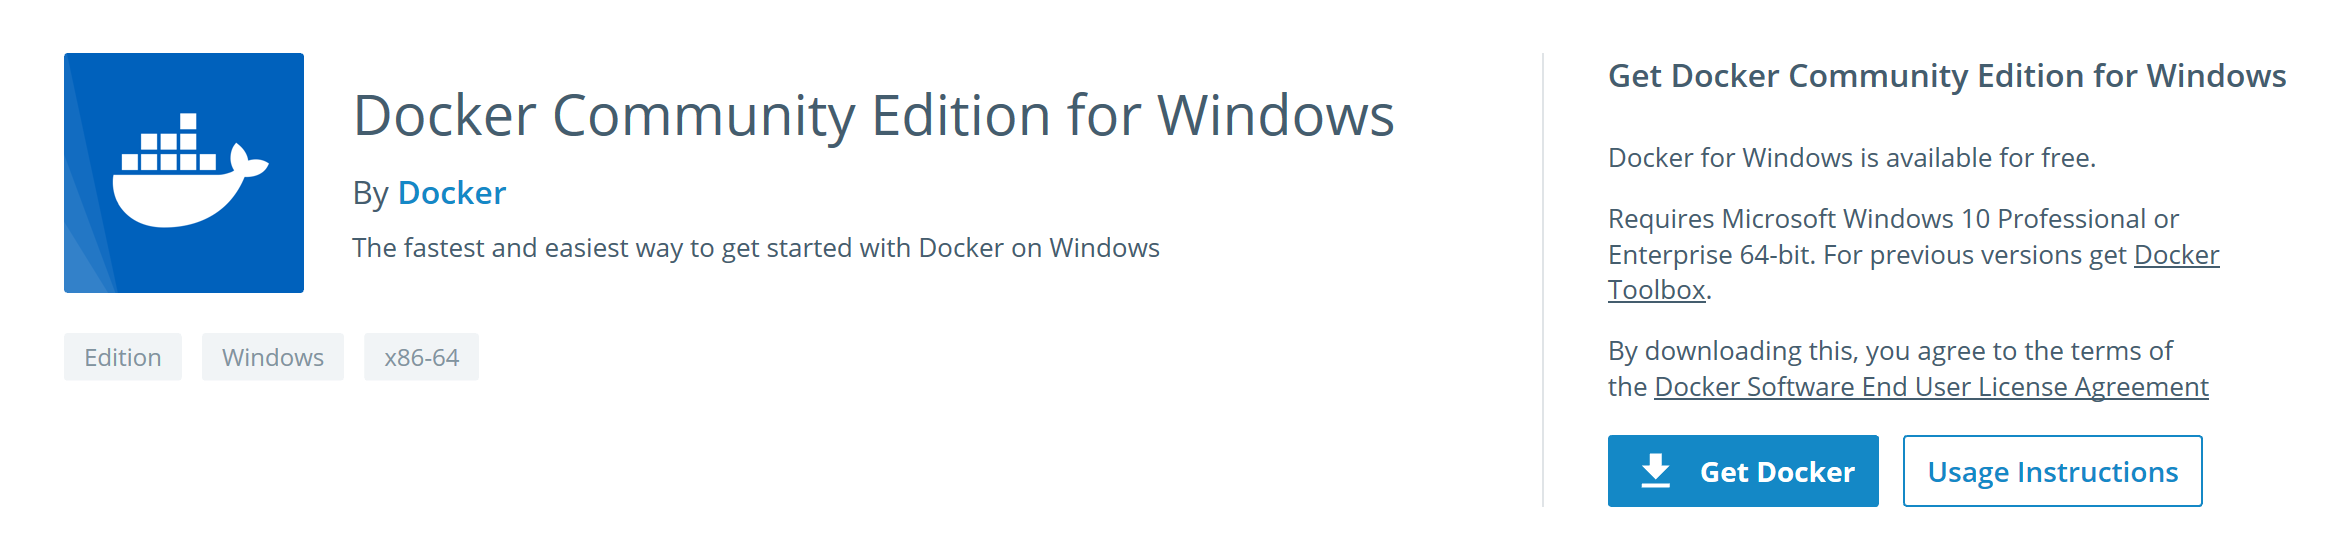 Docker Community Edition for Windows
By Docker
The fastest and easiest way to get started with Docker on Windows
Edition
Windows
x86-64
Get Docker Community Edition for Windows
Docker for Windows is available for free.
Requires Microsoft Windows 10 Professional or
Enterprise 64-bit. For previous versions get Docker
Toolbox.
By downloading this, you agree to the terms of
the Docker Software End User License Agreement
Get Docker
Usage Instructions